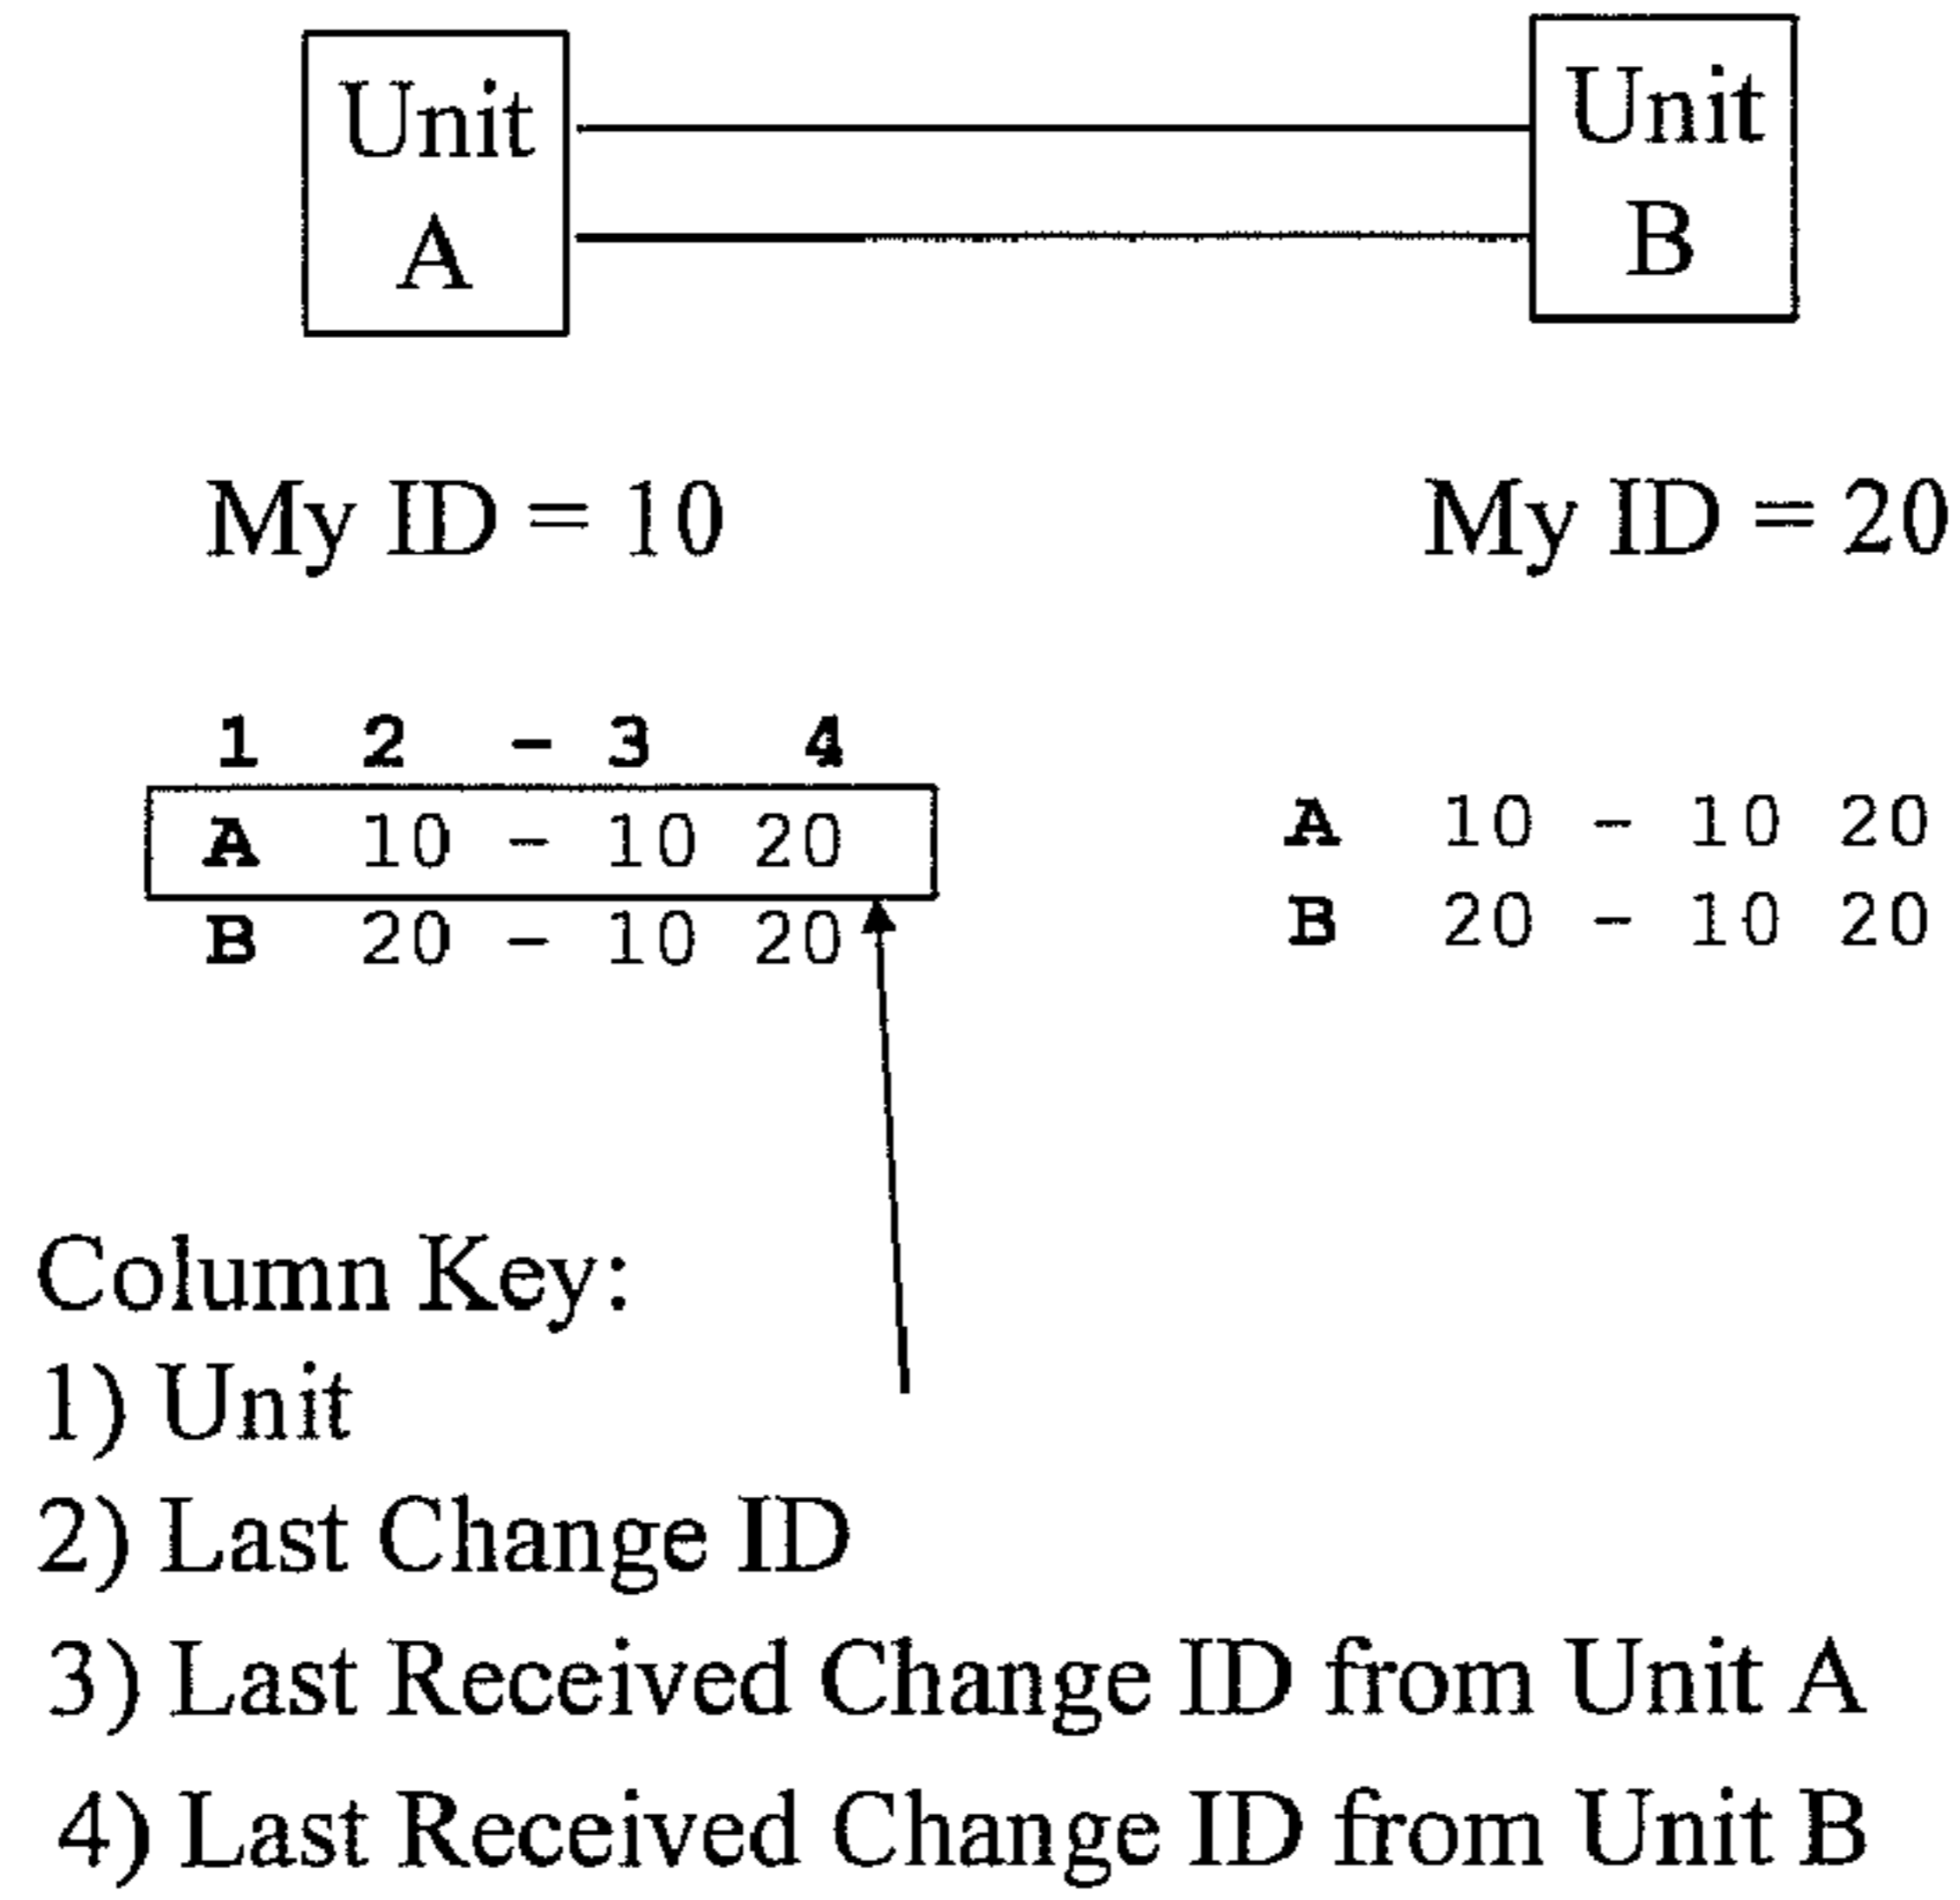 Unit
A
Unit
B
My ID = 10
My ID = 20
1 2 - 3 4
A 10 - 10 20
B 20 - 10 20
A 10 - 10 20
B 20 - 10 20
Column Key:
1) Unit
2) Last Change ID
3) Last Received Change ID from Unit A
4) Last Received Change ID from Unit B